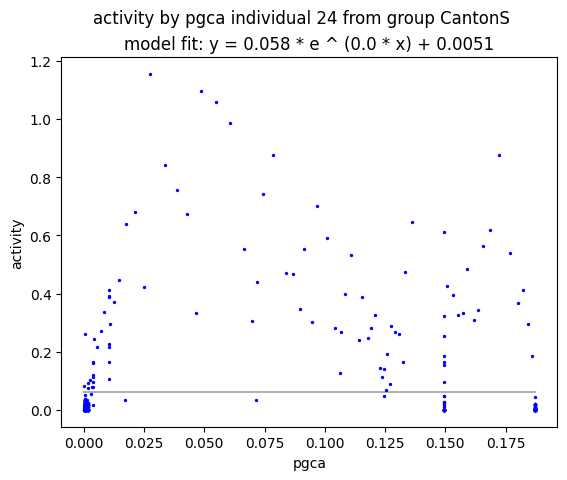 activity by pgca individual 24 from group CantonS
model fit: y = 0.058 * e ^ (0.0 * x) + 0.0051
activity
1.2
1.0
0.8
0.6
0.4
0.2
0.0
0.000 0.025 0.050 0.075 0.100 0.125 0.150 0.175
pgca